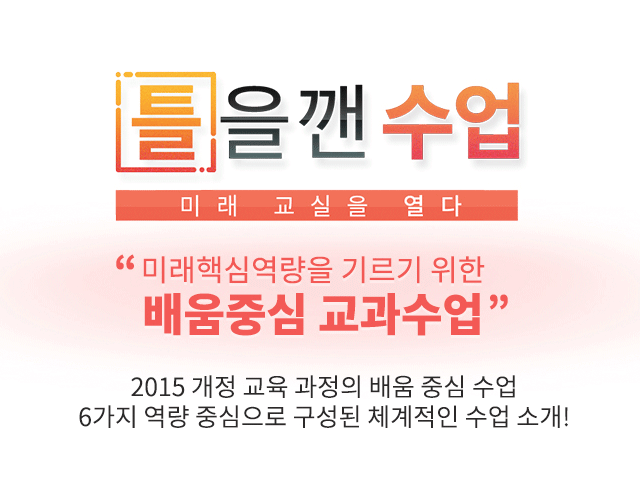 틀을깬 수업
미래 교실을 열다
“미래핵심역량을 기르기 위한
배움중심 교과수업”
2015 개정 교육 과정의 배움 중심 수업
6가지 역량 중심으로 구성된 체계적인 수업 소개!